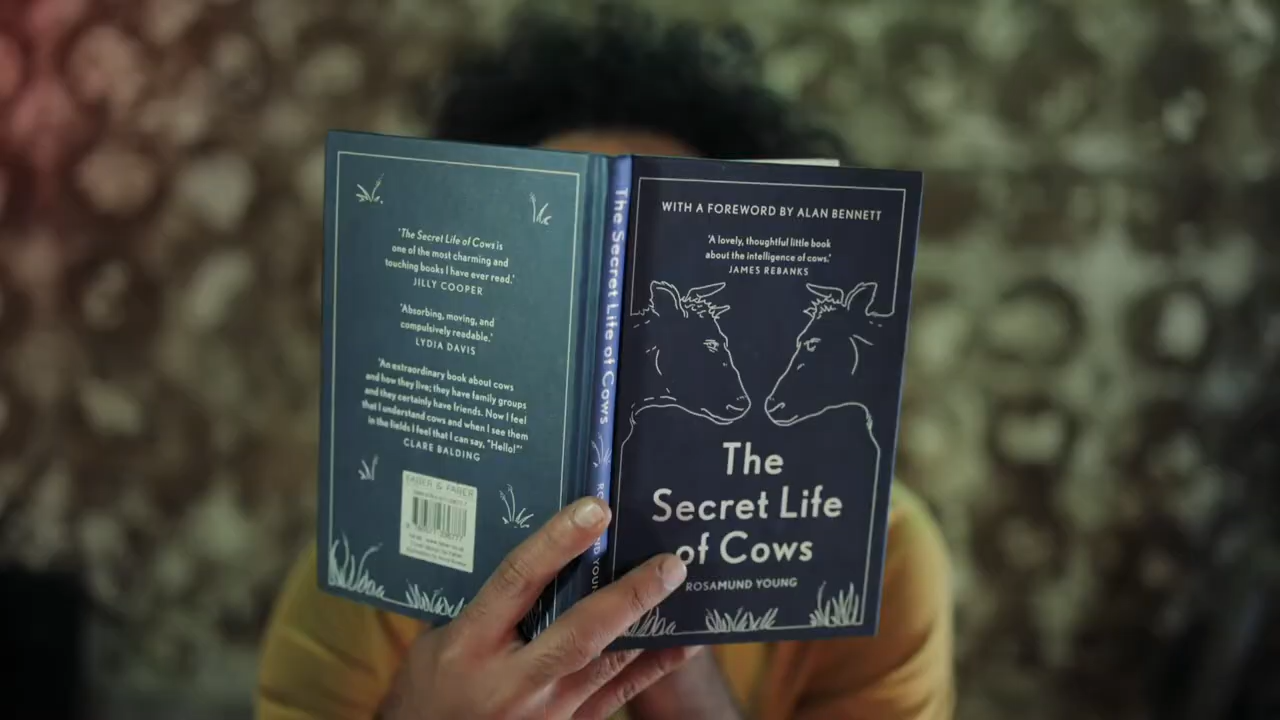 'The Secret Life of Cows is
one of the most charming and
touching books I have ever read.'
JILLY COOPER
'Absorbing, moving, and
compulsively readable.'
LYDIA DAVIS
'An extraordinary book about cows
and how they live; they have family groups
and they certainly have friends. Now I feel
that I understand cows and when I see them
in the fields I feel that I can say, "Hello!"'
CLARE BALDING
FABER & FABER
The Secret Life of Cows
WITH A FOREWORD BY ALAN BENNETT
'A lovely, thoughtful little book
about the intelligence of cows.'
JAMES REBANKS
The
Secret Life
of Cows
ROSAMUND YOUNG